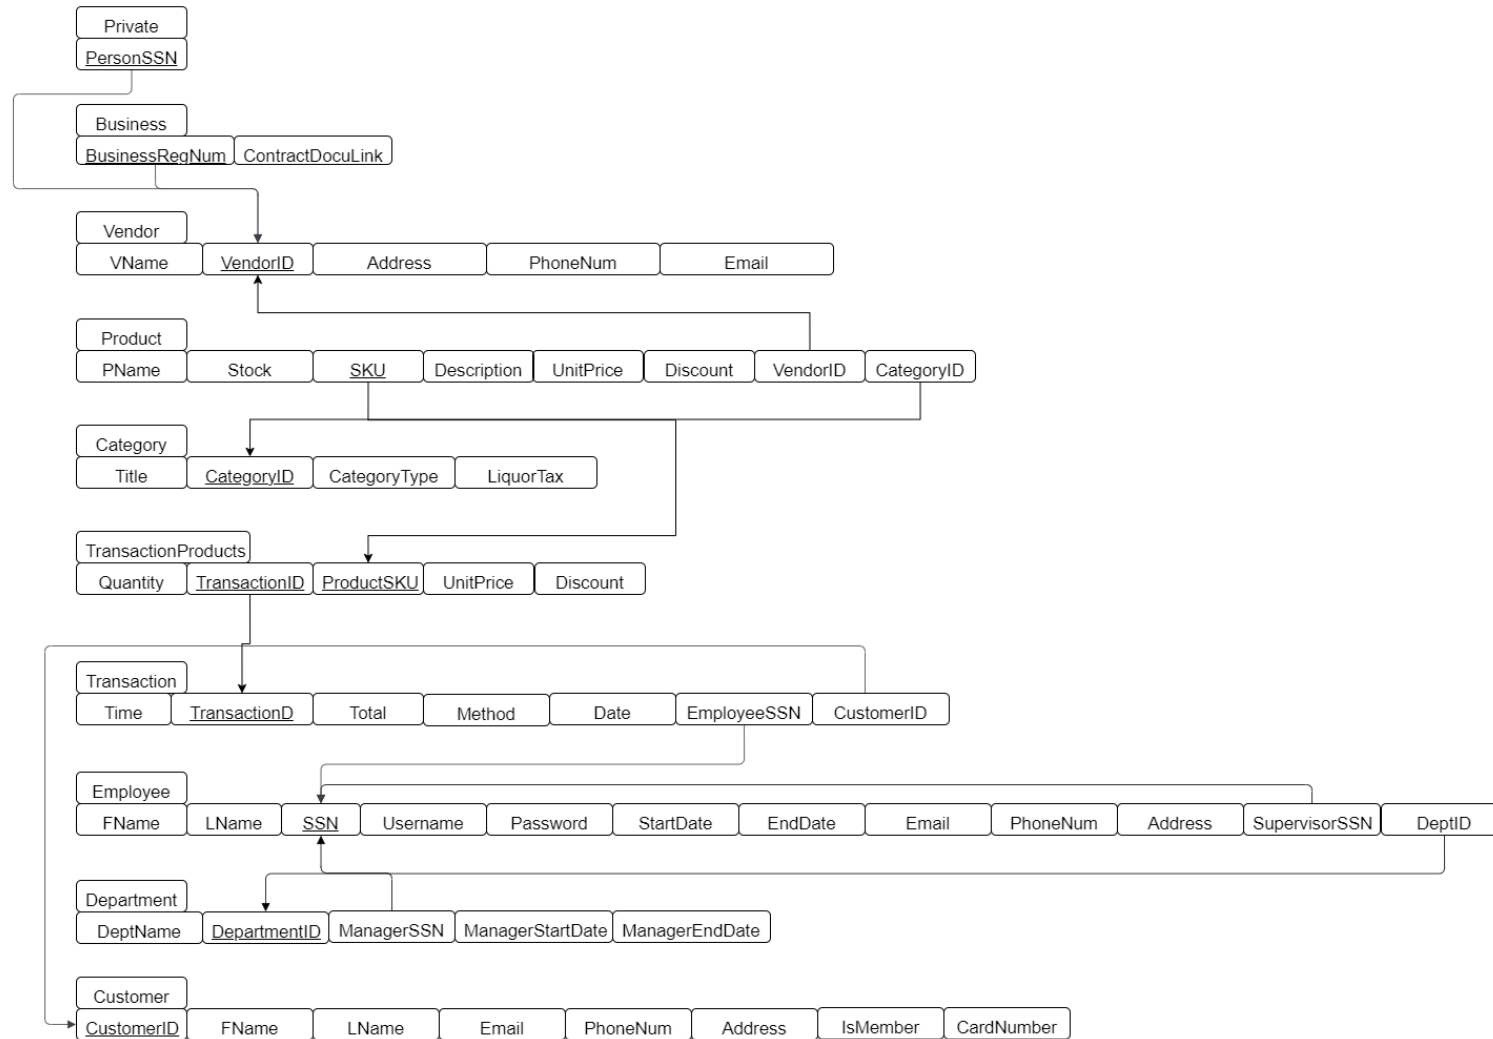 Private
PersonSSN
Business
BusinessRegNum ContractDocuLink
Vendor
VName VendorID Address PhoneNum Email
Product
PName Stock SKU Description UnitPrice Discount VendorID CategoryID
Category
Title CategoryID CategoryType LiquorTax
TransactionProducts
Quantity TransactionID ProductSKU UnitPrice Discount
Transaction
Time TransactionD Total Method Date EmployeeSSN CustomerID
Employee
FName LName SSN Username Password StartDate EndDate Email PhoneNum Address SupervisorSSN DeptID
Department
DeptName DepartmentID ManagerSSN ManagerStartDate ManagerEndDate
Customer
CustomerID FName LName Email PhoneNum Address IsMember CardNumber